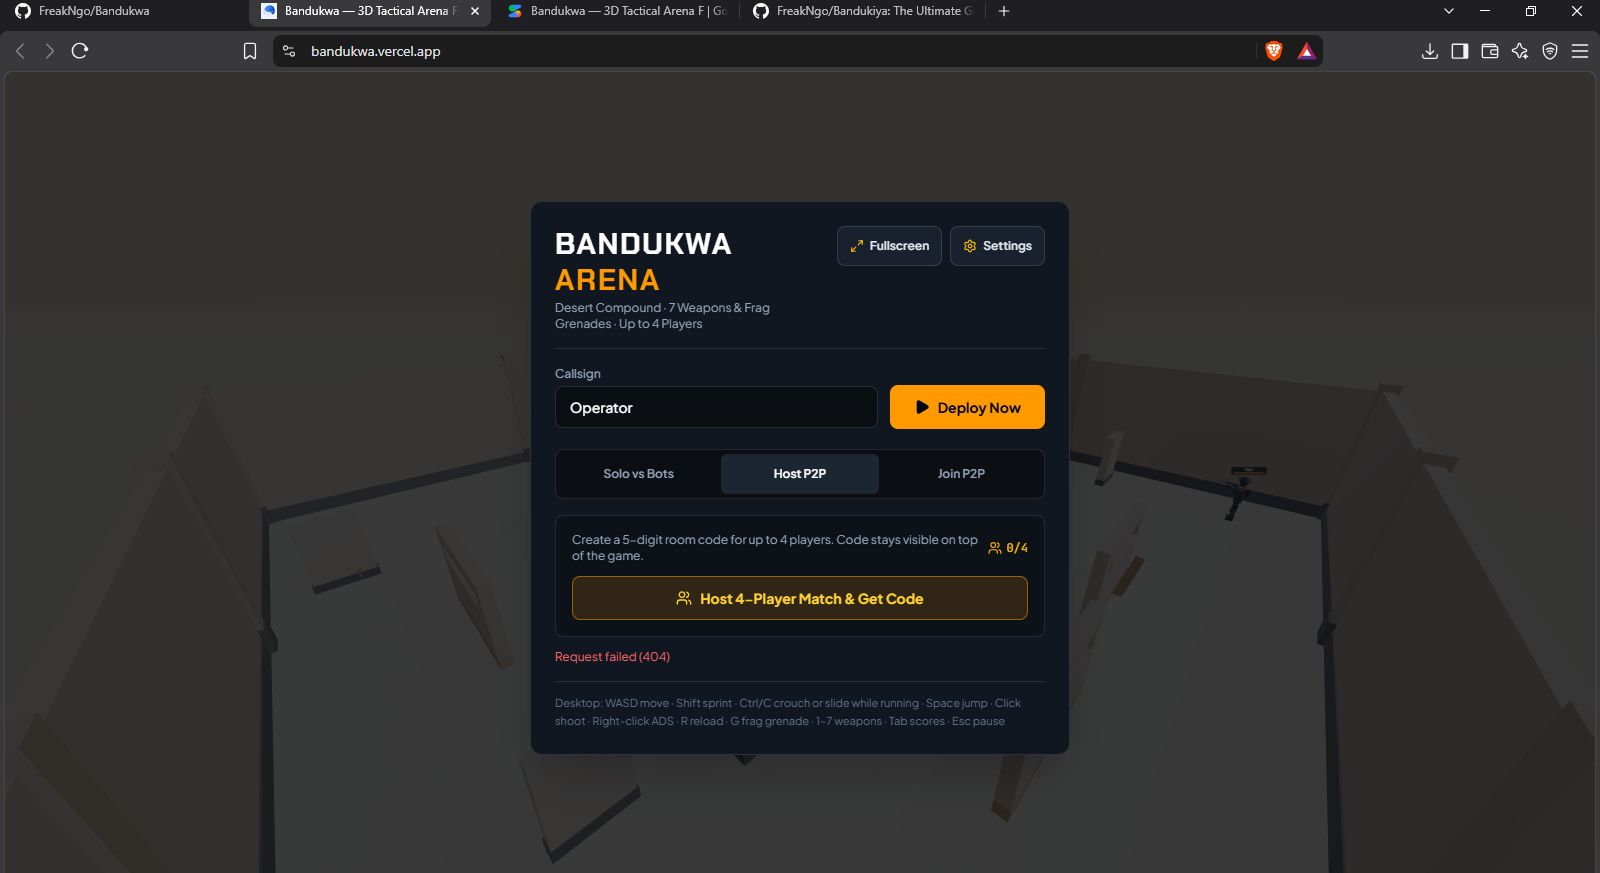 FreakNgo/Bandukwa
Bandukwa — 3D Tactical Arena F
Bandukwa — 3D Tactical Arena F | Go
FreakNgo/Bandukiya: The Ultimate G
bandukwa.vercel.app
BANDUKWA
ARENA
Fullscreen
Settings
Desert Compound · 7 Weapons & Frag
Grenades · Up to 4 Players
Callsign
Operator
Deploy Now
Solo vs Bots
Host P2P
Join P2P
Create a 5-digit room code for up to 4 players. Code stays visible on top
of the game.
0/4
Host 4-Player Match & Get Code
Request failed (404)
Desktop: WASD move · Shift sprint · Ctrl/C crouch or slide while running · Space jump · Click
shoot · Right-click ADS · R reload · G frag grenade · 1-7 weapons · Tab scores · Esc pause